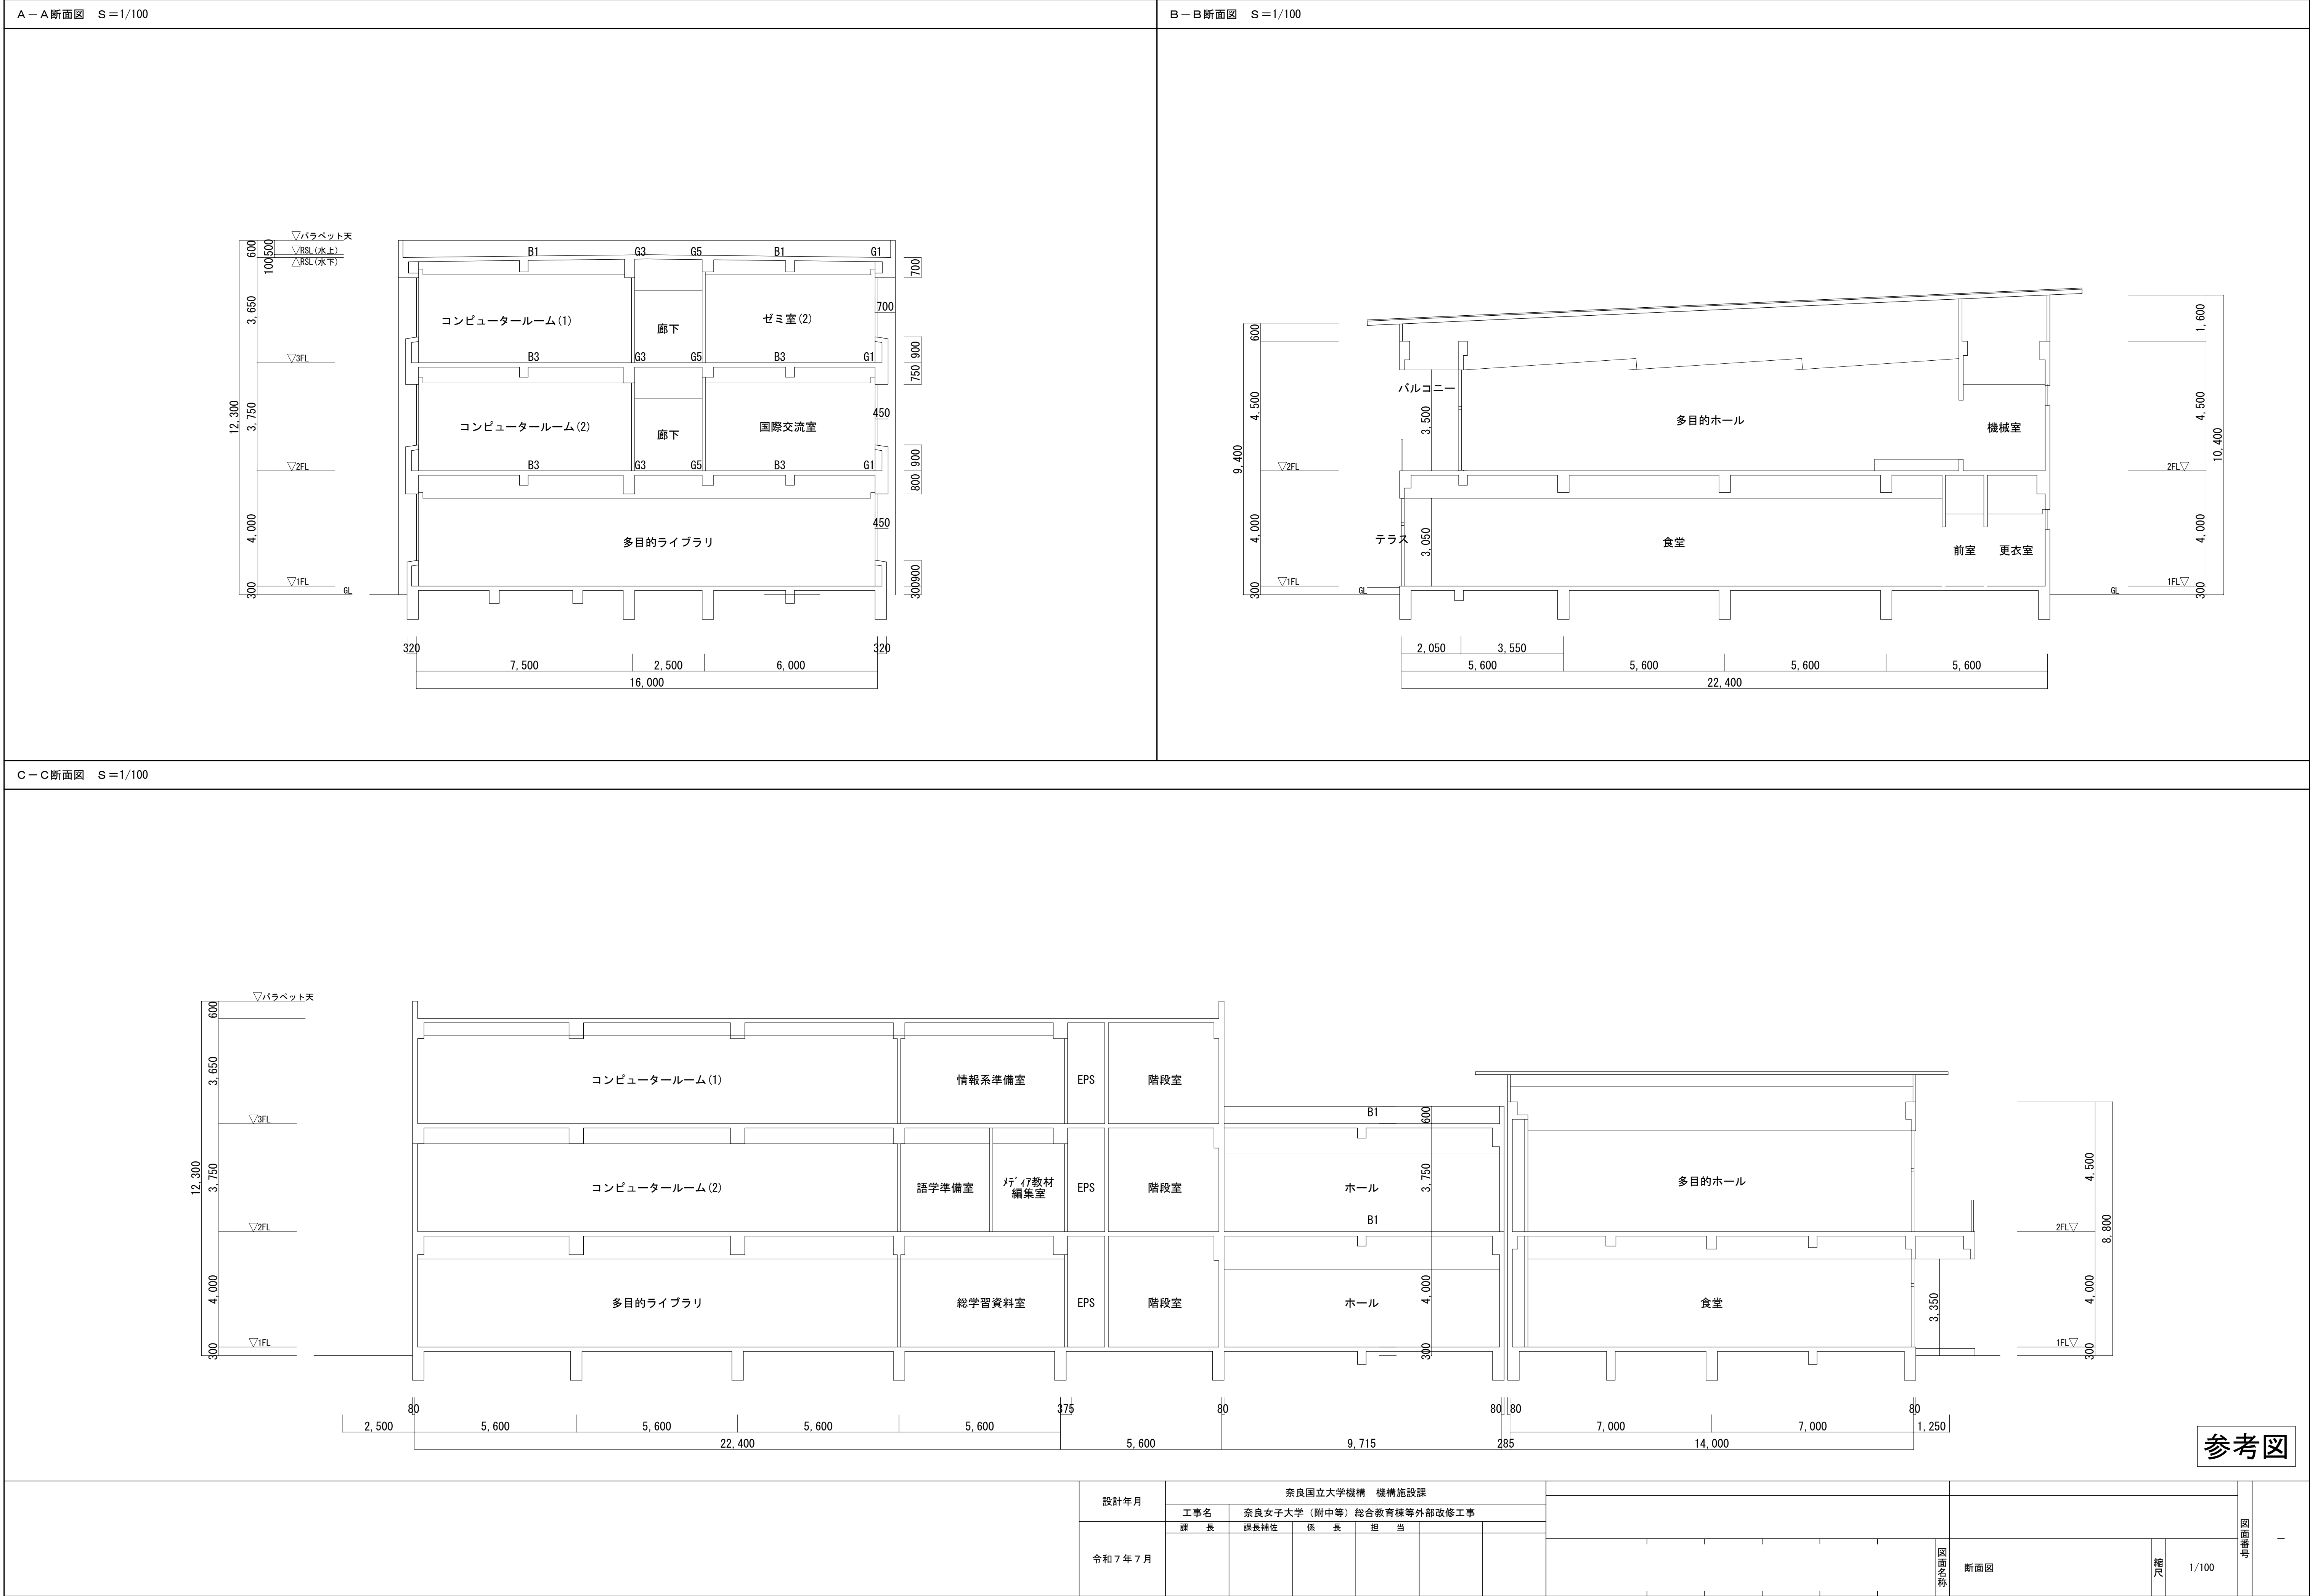 A－A断面図　S＝1/100
▽パラペット天
▽RSL(水上)
△RSL(水下)
600
500
100
3,650
▽3FL
12,300
3,750
▽2FL
4,000
▽1FL
300
GL
B1 G3 G5 B1 G1
コンピュータールーム(1)
廊下
ゼミ室(2)
700
700
B3 G3 G5 B3 G1
900
750
コンピュータールーム(2)
廊下
国際交流室
450
B3 G3 G5 B3 G1
900
800
多目的ライブラリ
450
900
300
320 320
7,500 2,500 6,000
16,000
B－B断面図　S＝1/100
600
4,500
9,400
▽2FL
4,000
▽1FL
300
GL
バルコニー
3,500
多目的ホール
機械室
テラス
3,050
食堂
前室
更衣室
1,600
4,500
10,400
2FL▽
4,000
1FL▽
300
GL
2,050 3,550
5,600 5,600 5,600 5,600
22,400
C－C断面図　S＝1/100
▽パラペット天
600
3,650
▽3FL
12,300
3,750
▽2FL
4,000
▽1FL
300
コンピュータールーム(1)
情報系準備室
EPS
階段室
コンピュータールーム(2)
語学準備室
ﾒﾃﾞｨｱ教材
編集室
EPS
階段室
B1
ホール
B1
600
3,750
多目的ライブラリ
総学習資料室
EPS
階段室
ホール
4,000
300
多目的ホール
食堂
3,350
4,500
8,800
2FL▽
4,000
1FL▽
300
80 375 80 80 80 80
2,500 5,600 5,600 5,600 5,600 7,000 7,000 1,250
22,400 5,600 9,715 285 14,000
参考図
設計年月
令和７年７月
奈良国立大学機構　機構施設課
工事名 奈良女子大学（附中等）総合教育棟等外部改修工事
課　長 課長補佐 係　長 担　当
図面名称
断面図
縮尺
1/100
図面番号
－